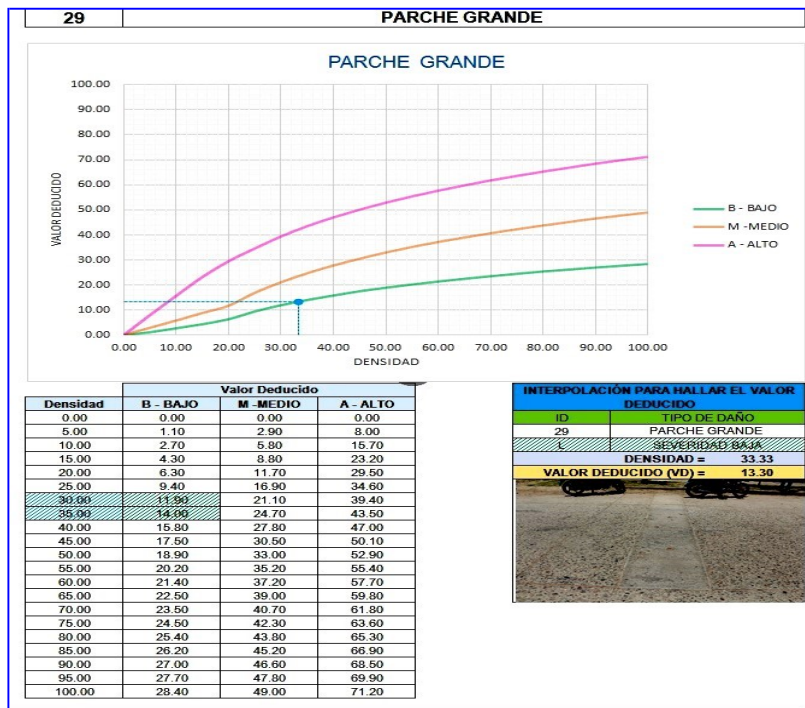 29 PARCHE GRANDE
PARCHE GRANDE
100.00
90.00
80.00
70.00
60.00
50.00
40.00
30.00
20.00
10.00
0.00
VALOR DEDUCIDO
0.00 10.00 20.00 30.00 40.00 50.00 60.00 70.00 80.00 90.00 100.00
DENSIDAD
B - BAJO
M -MEDIO
A - ALTO
Valor Deducido
Densidad B - BAJO M -MEDIO A - ALTO
0.00 0.00 0.00 0.00
5.00 1.10 2.90 8.00
10.00 2.70 5.80 15.70
15.00 4.30 8.80 23.20
20.00 6.30 11.70 29.50
25.00 9.40 16.90 34.60
30.00 11.90 21.10 39.40
35.00 14.00 24.70 43.50
40.00 15.80 27.80 47.00
45.00 17.50 30.50 50.10
50.00 18.90 33.00 52.90
55.00 20.20 35.20 55.40
60.00 21.40 37.20 57.70
65.00 22.50 39.00 59.80
70.00 23.50 40.70 61.80
75.00 24.50 42.30 63.60
80.00 25.40 43.80 65.30
85.00 26.20 45.20 66.90
90.00 27.00 46.60 68.50
95.00 27.70 47.80 69.90
100.00 28.40 49.00 71.20
INTERPOLACIÓN PARA HALLAR EL VALOR
DEDUCIDO
ID TIPO DE DAÑO
29 PARCHE GRANDE
L SEVERIDAD BAJA
DENSIDAD = 33.33
VALOR DEDUCIDO (VD) = 13.30